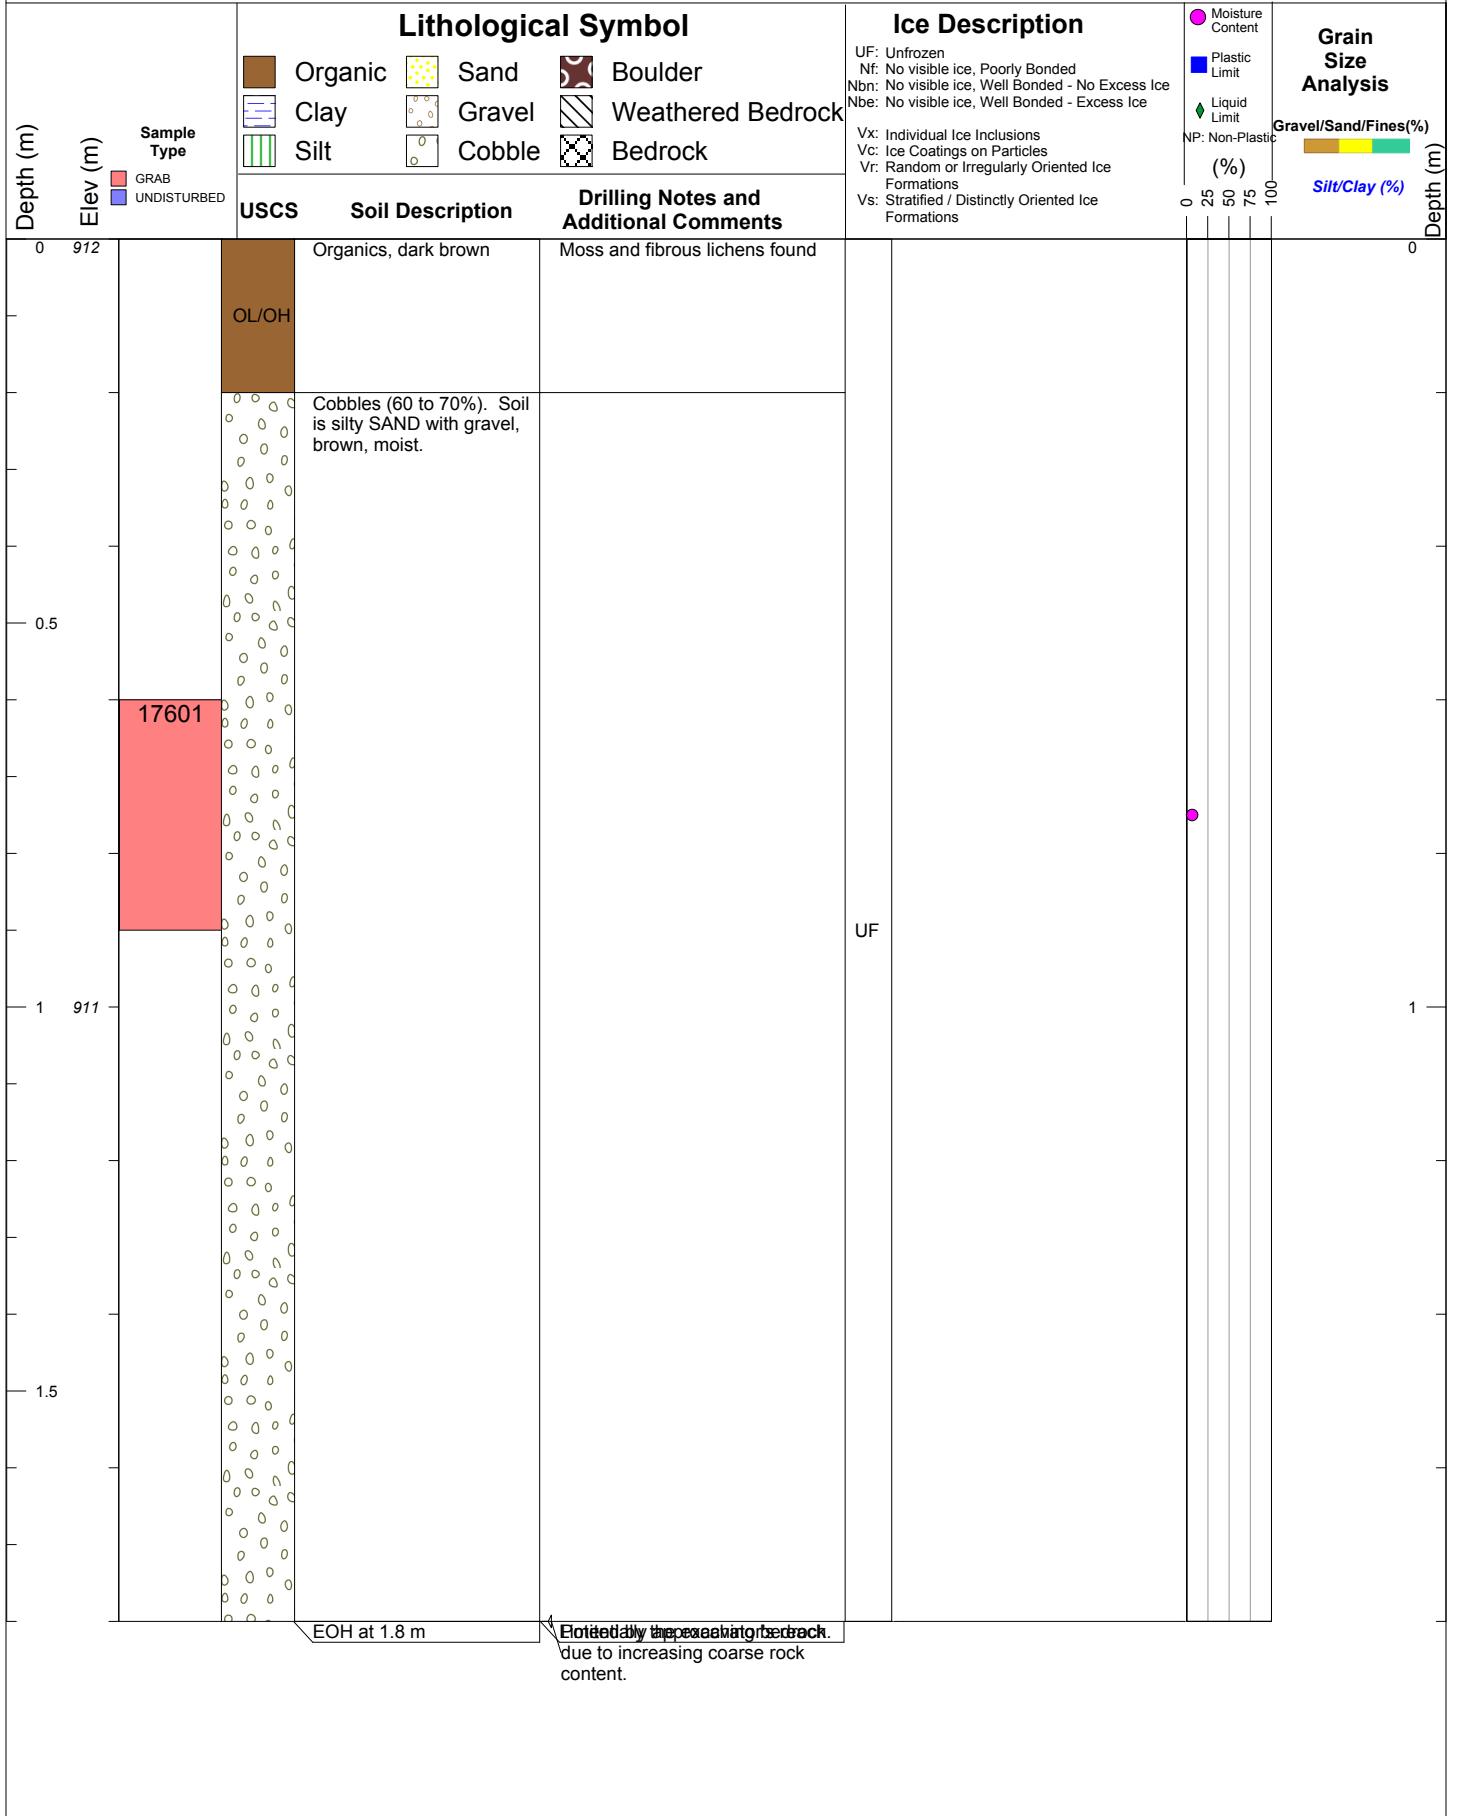 Lithological Symbol
Organic
Sand
Boulder
Clay
Gravel
Weathered Bedrock
Silt
Cobble
Bedrock
Ice Description
UF: Unfrozen
Nf: No visible ice, Poorly Bonded
Nbn: No visible ice, Well Bonded - No Excess Ice
Nbe: No visible ice, Well Bonded - Excess Ice
Vx: Individual Ice Inclusions
Vc: Ice Coatings on Particles
Vr: Random or Irregularly Oriented Ice
Formations
Vs: Stratified / Distinctly Oriented Ice
Formations
Moisture
Content
Plastic
Limit
Liquid
Limit
NP: Non-Plastic
(%)
0 25 50 75 100
Grain
Size
Analysis
Gravel/Sand/Fines(%)
Silt/Clay (%)
Depth (m)
Depth (m)
Elev (m)
Sample
Type
GRAB
UNDISTURBED
USCS
Soil Description
Drilling Notes and
Additional Comments
0 912
OL/OH
Organics, dark brown
Moss and fibrous lichens found
0
Cobbles (60 to 70%). Soil
is silty SAND with gravel,
brown, moist.
0.5
17601
UF
1 911
1
1.5
EOH at 1.8 m
due to increasing coarse rock
content.